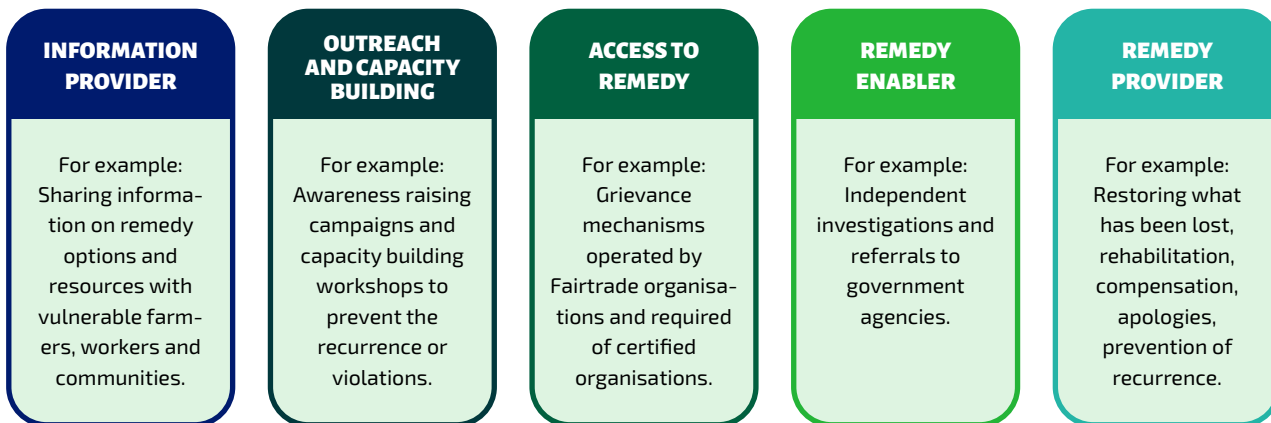 INFORMATION
PROVIDER
For example:
Sharing informa-
tion on remedy
options and
resources with
vulnerable farm-
ers, workers and
communities.
OUTREACH
AND CAPACITY
BUILDING
For example:
Awareness raising
campaigns and
capacity building
workshops to
prevent the
recurrence or
violations.
ACCESS TO
REMEDY
For example:
Grievance
mechanisms
operated by
Fairtrade organisa-
tions and required
of certified
organisations.
REMEDY
ENABLER
For example:
Independent
investigations and
referrals to
government
agencies.
REMEDY
PROVIDER
For example:
Restoring what
has been lost,
rehabilitation,
compensation,
apologies,
prevention of
recurrence.